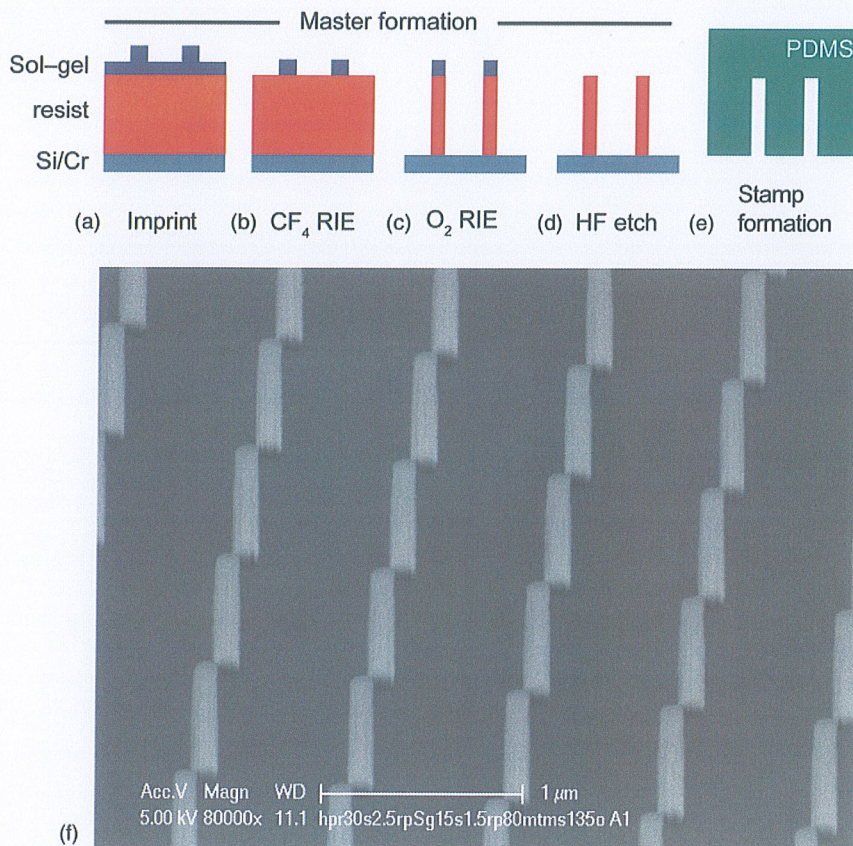 Master formation
Sol–gel
resist
Si/Cr
PDMS
(a) Imprint
(b) CF₄ RIE
(c) O₂ RIE
(d) HF etch
(e) Stamp formation
Acc.V Magn WD 1 μm
5.00 kV 80000x 11.1 hpr30s2.5rpSg15s1.5rp80mtms135o A1
(f)